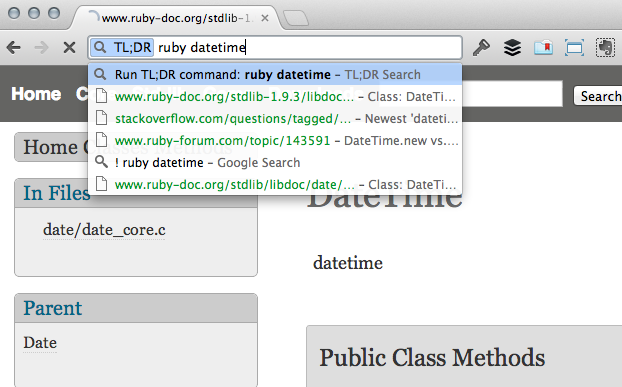 www.ruby-doc.org/stdlib-1.9
TL;DR ruby datetime
Run TL;DR command: ruby datetime – TL;DR Search
www.ruby-doc.org/stdlib-1.9.3/libdoc... – Class: DateTi...
stackoverflow.com/questions/tagged/... – Newest 'dateti...
www.ruby-forum.com/topic/143591 – DateTime.new vs....
! ruby datetime – Google Search
www.ruby-doc.org/stdlib/libdoc/date/... – Class: DateTi...
Home
Search
Home
DateTime
In Files
date/date_core.c
datetime
Parent
Date
Public Class Methods